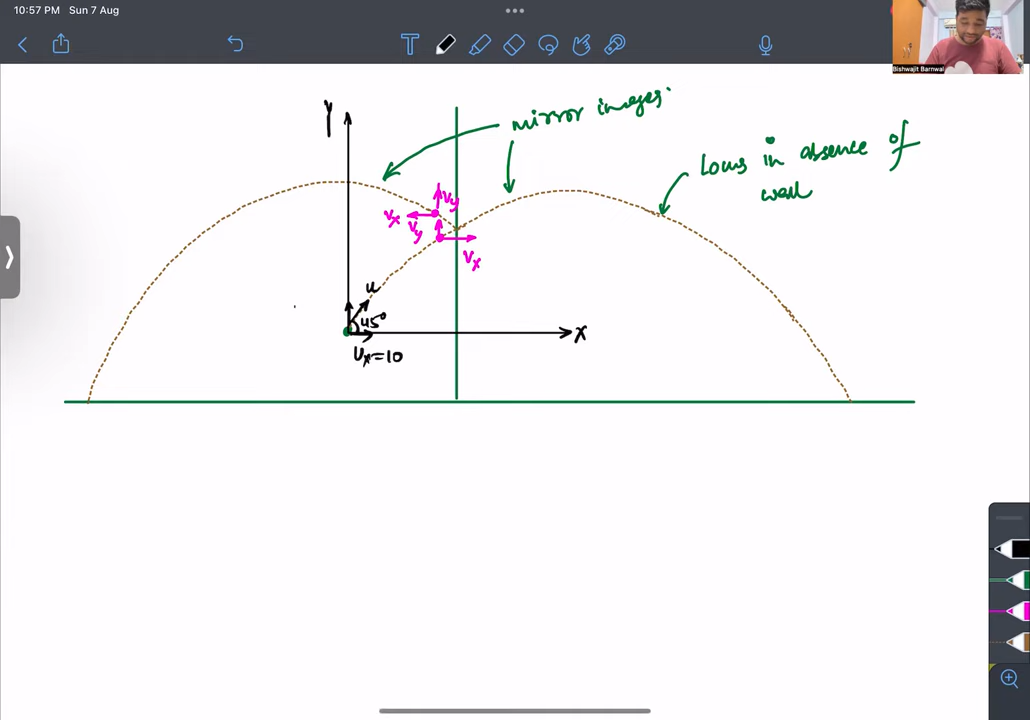 10:57 PM Sun 7 Aug
Bishwajit Barnwal
Y
mirror images
Locus in absence of
wall
Vy
Vx
Vy
Vx
u
45°
X
Ux=10